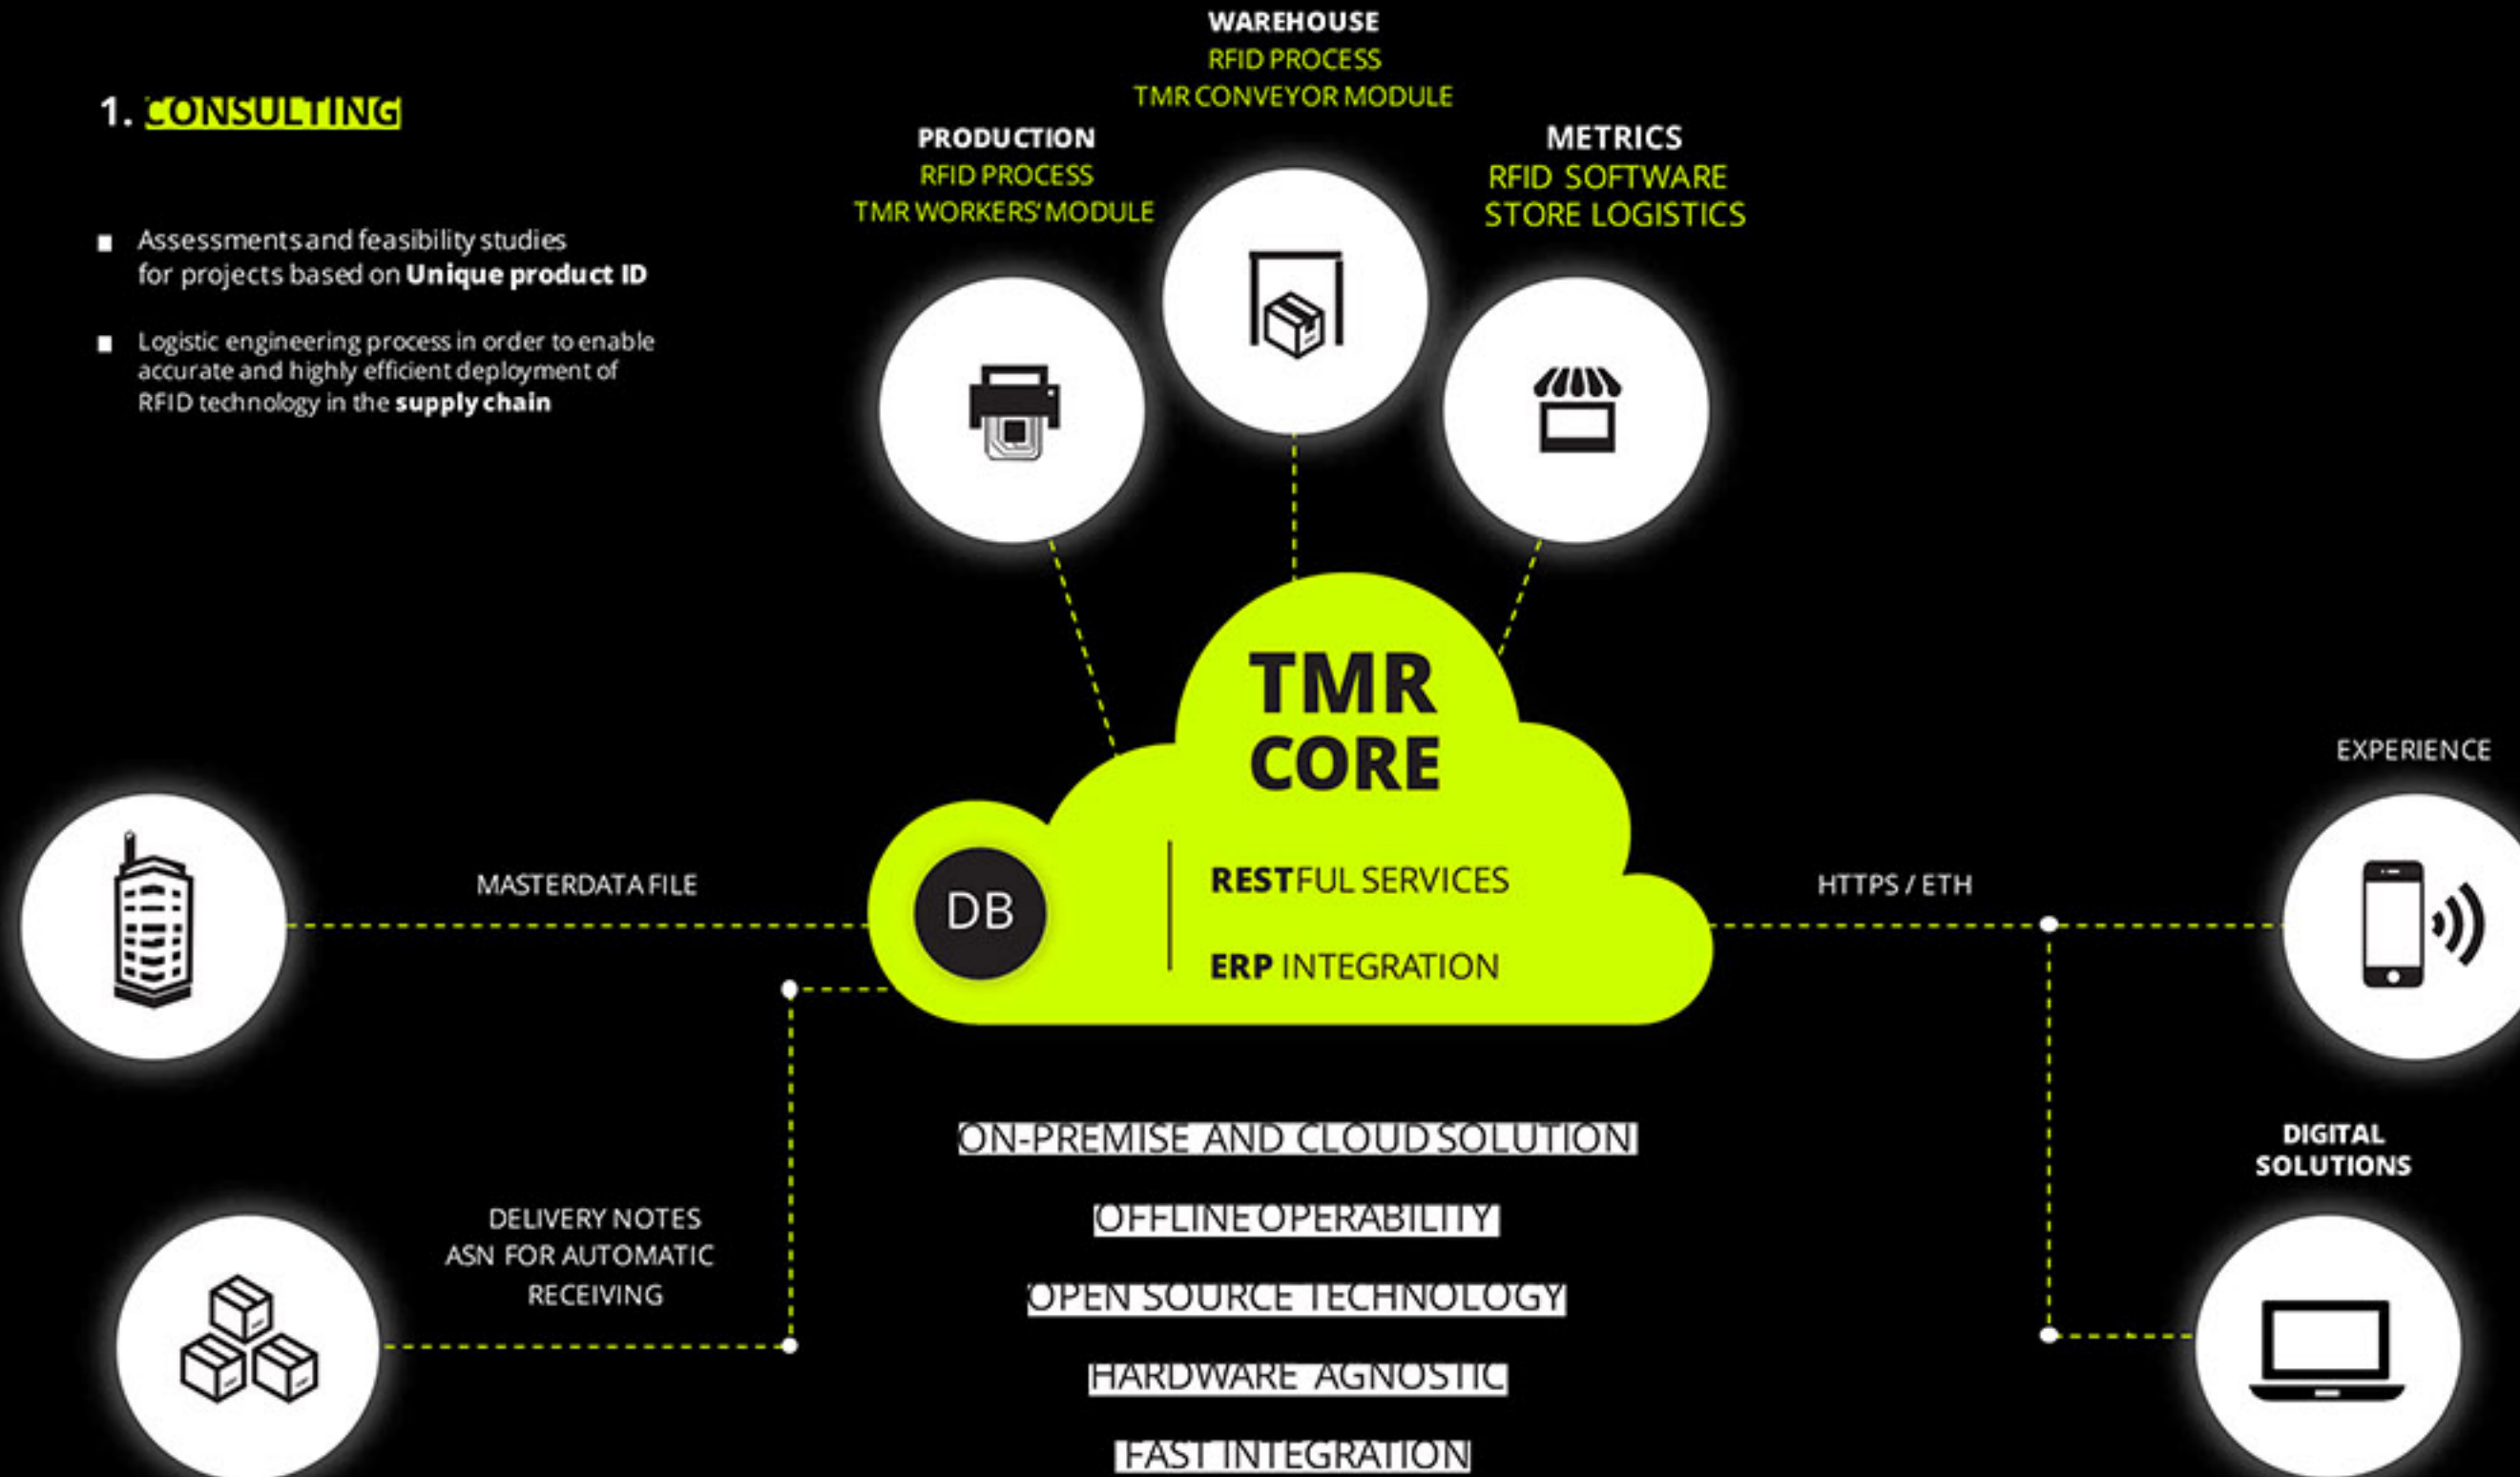 1. CONSULTING
Assessments and feasibility studies
for projects based on Unique product ID
Logistic engineering process in order to enable
accurate and highly efficient deployment of
RFID technology in the supply chain
WAREHOUSE
RFID PROCESS
TMR CONVEYOR MODULE
PRODUCTION
RFID PROCESS
TMR WORKERS' MODULE
METRICS
RFID SOFTWARE
STORE LOGISTICS
TMR
CORE
DB
RESTFUL SERVICES
ERP INTEGRATION
MASTERDATA FILE
HTTPS / ETH
EXPERIENCE
DELIVERY NOTES
ASN FOR AUTOMATIC
RECEIVING
DIGITAL
SOLUTIONS
ON-PREMISE AND CLOUD SOLUTION
OFFLINE OPERABILITY
OPEN SOURCE TECHNOLOGY
HARDWARE AGNOSTIC
FAST INTEGRATION